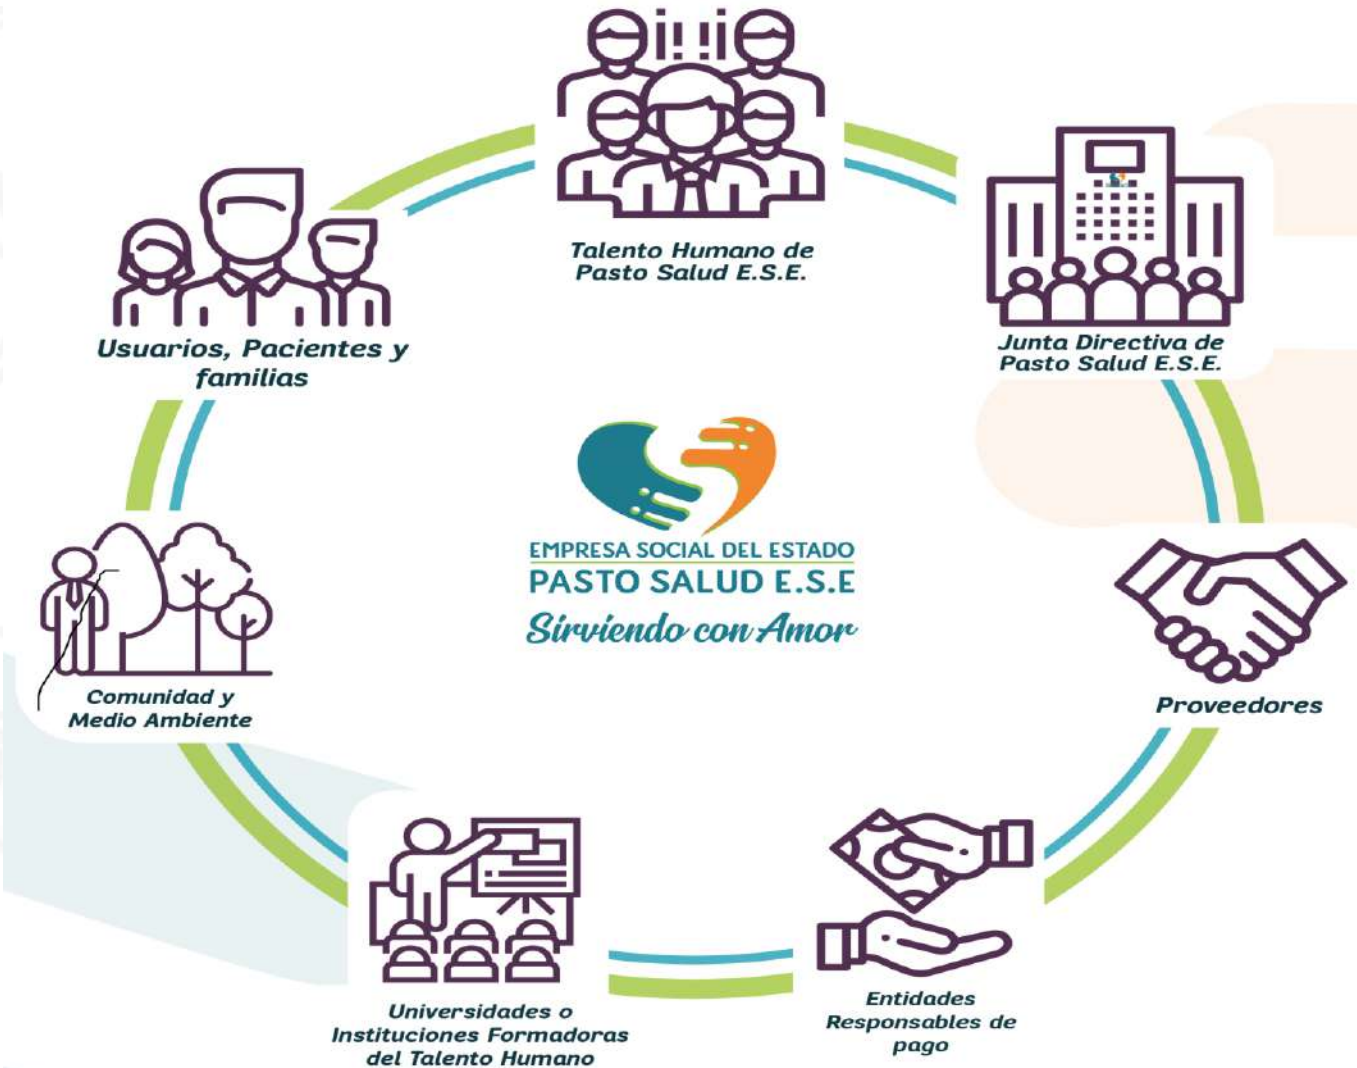 Talento Humano de
Pasto Salud E.S.E.
Junta Directiva de
Pasto Salud E.S.E.
Usuarios, Pacientes y
familias
EMPRESA SOCIAL DEL ESTADO
PASTO SALUD E.S.E
Sirviendo con Amor
Comunidad y
Medio Ambiente
Proveedores
Universidades o
Instituciones Formadoras
del Talento Humano
Entidades
Responsables de
pago